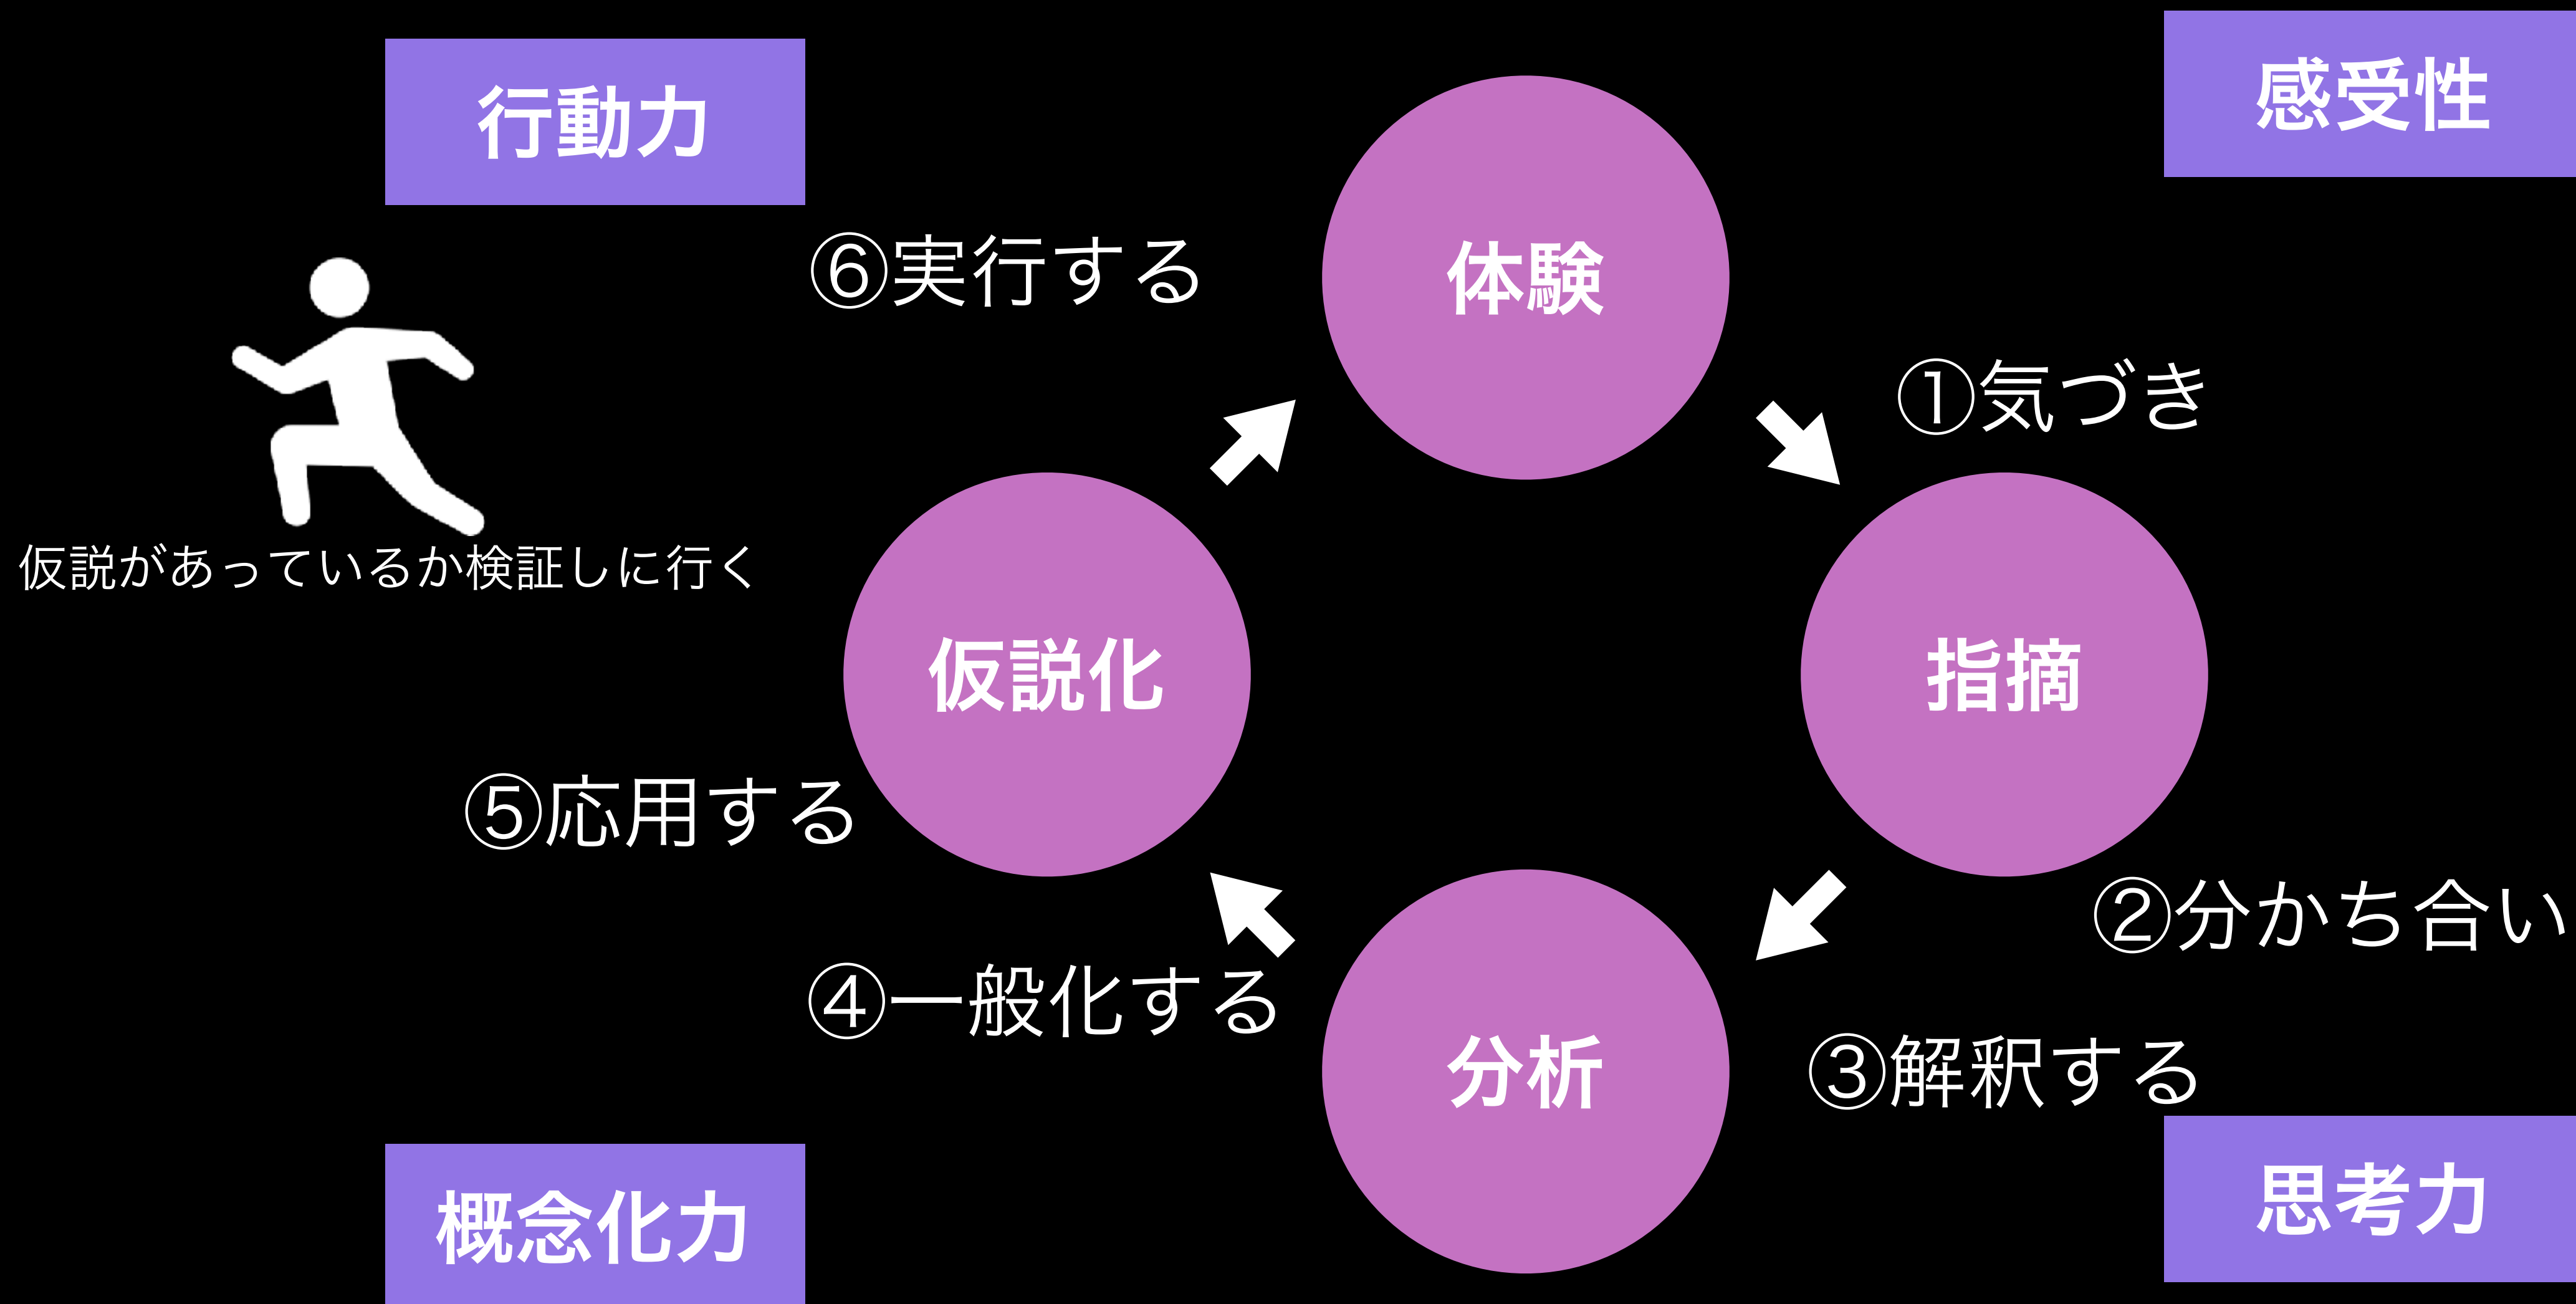 行動力
感受性
⑥実行する
体験
①気づき
仮説があっているか検証しに行く
仮説化
指摘
⑤応用する
②分かち合い
④一般化する
分析
③解釈する
概念化力
思考力